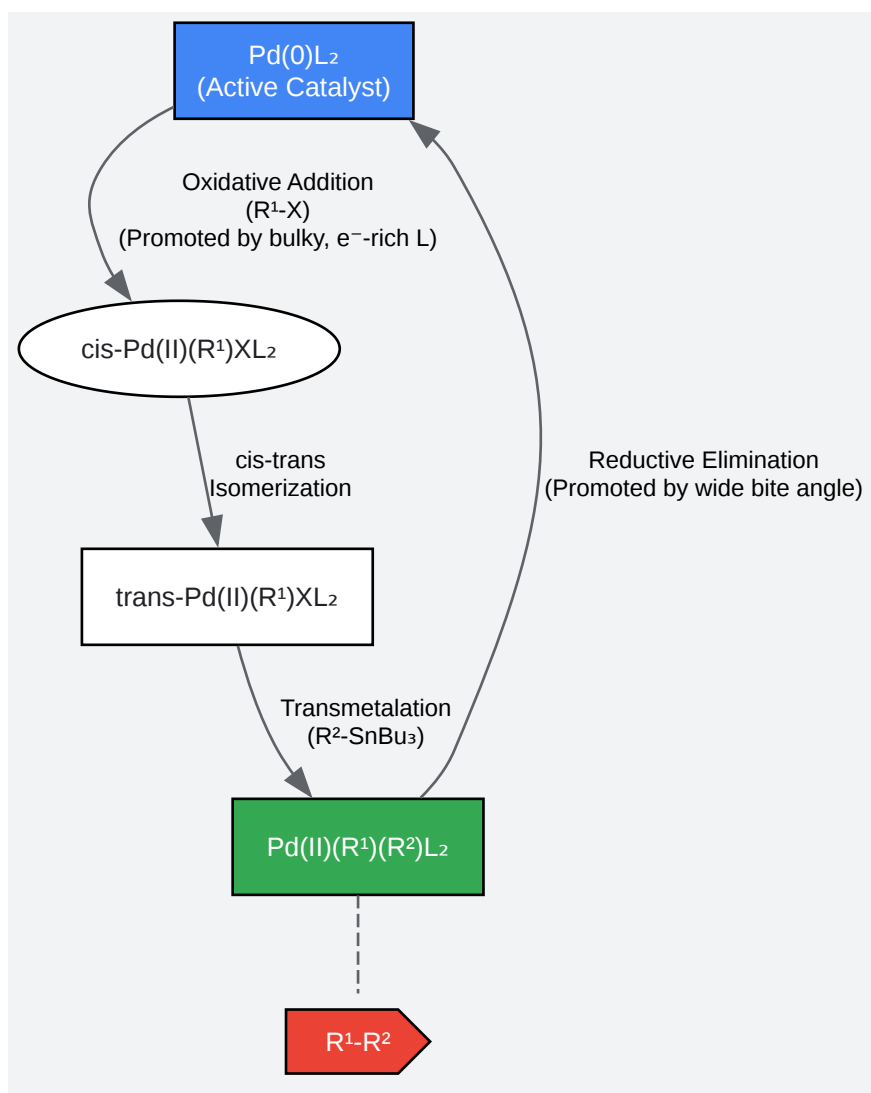 Pd(0)L₂
(Active Catalyst)
Oxidative Addition
(R¹-X)
(Promoted by bulky, e⁻-rich L)
cis-Pd(II)(R¹)XL₂
cis-trans
Isomerization
Reductive Elimination
(Promoted by wide bite angle)
trans-Pd(II)(R¹)XL₂
Transmetalation
(R²-SnBu₃)
Pd(II)(R¹)(R²)L₂
R¹-R²